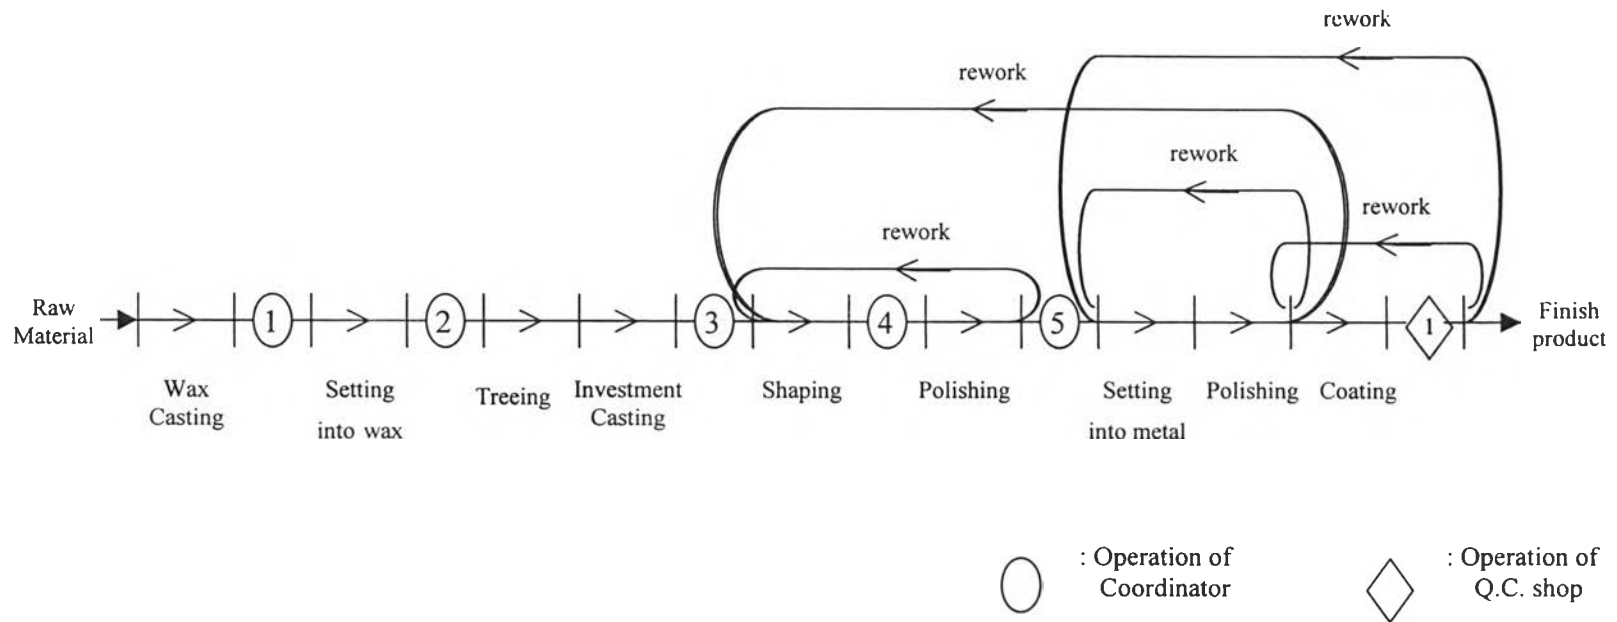 rework
rework
rework
rework
rework
Raw
Material
1
2
3
4
5
1
Finish
product
Wax
Casting
Setting
into wax
Treeing
Investment
Casting
Shaping
Polishing
Setting
into metal
Polishing
Coating
: Operation of
Coordinator
: Operation of
Q.C. shop